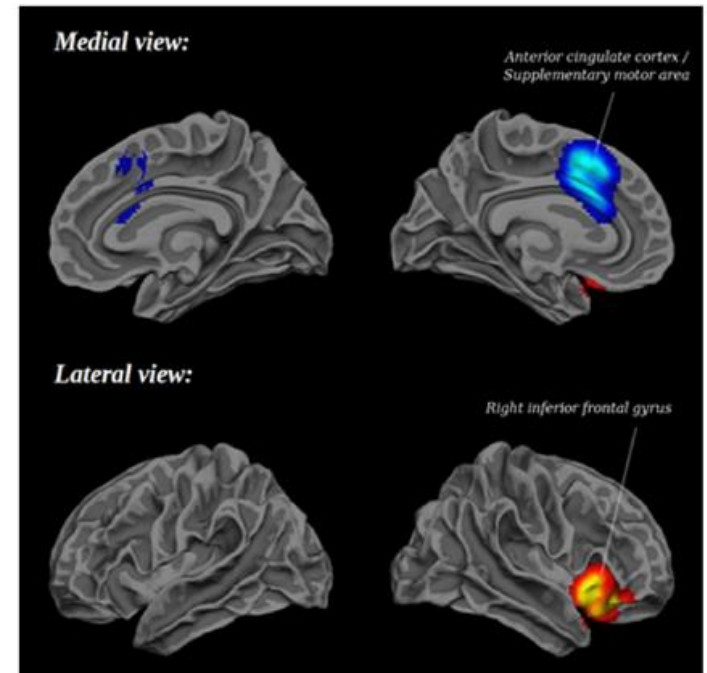 Medial view:
Anterior cingulate cortex /
Supplementary motor area
Lateral view:
Right inferior frontal gyrus